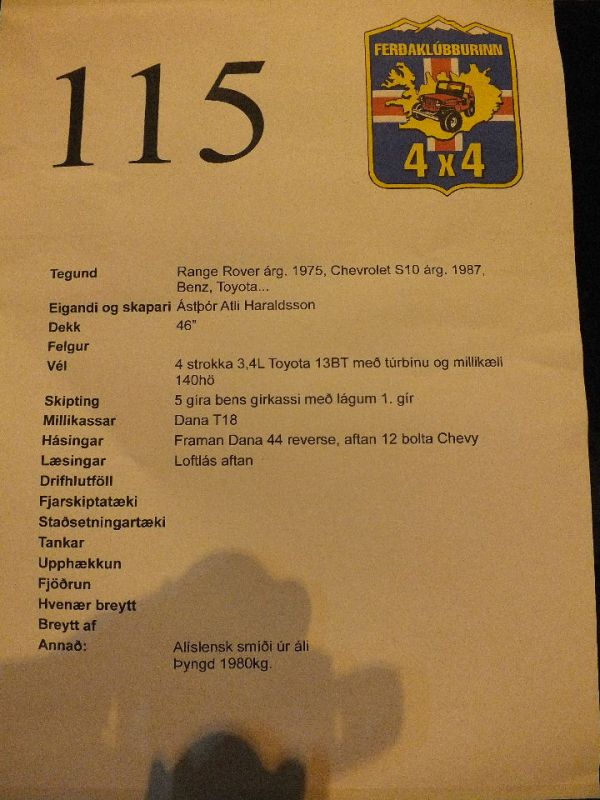 115
FERÐAKLÚBBURINN
4x4
Tegund Range Rover árg. 1975, Chevrolet S10 árg. 1987,
Benz, Toyota...
Eigandi og skapari Ástþór Atli Haraldsson
Dekk 46"
Felgur
Vél 4 strokka 3,4L Toyota 13BT með túrbínu og millikæli
140hö
Skipting 5 gíra bens gírkassi með lágum 1. gír
Millikassar Dana T18
Hásingar Framan Dana 44 reverse, aftan 12 bolta Chevy
Læsingar Loftlás aftan
Drifhlutföll
Fjarskiptatæki
Staðsetningartæki
Tankar
Upphækkun
Fjöðrun
Hvenær breytt
Breytt af
Annað: Alíslensk smíði úr áli
Þyngd 1980kg.